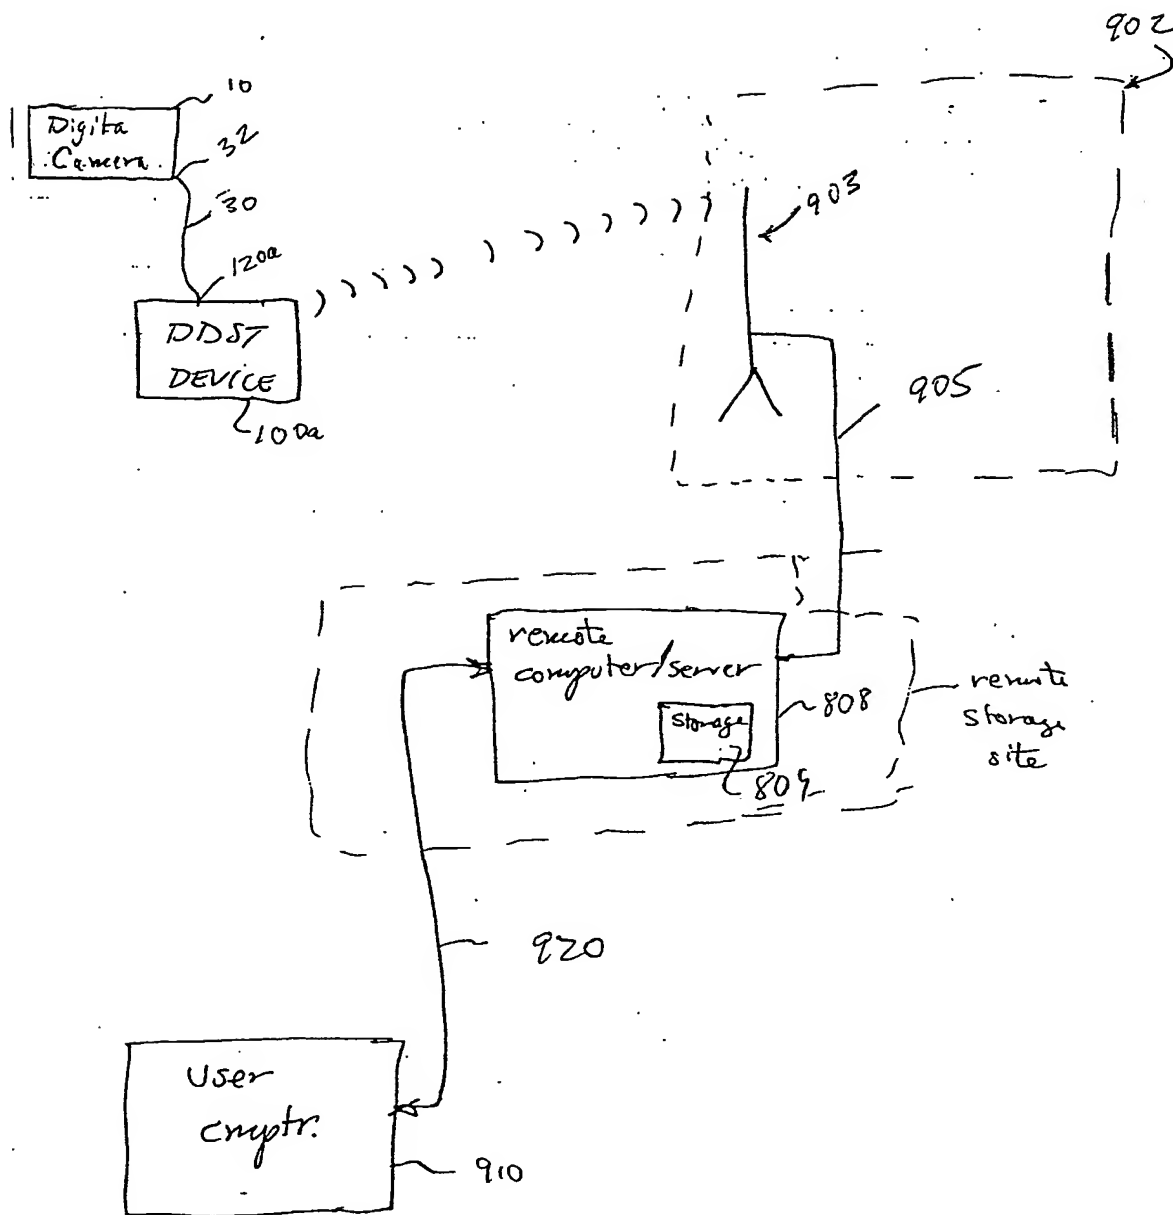 902
10
Digita
Camera
32
30
903
120a
DDST
DEVICE
100a
905
remote
computer/server
Storage
808
809
remote
storage
site
920
User
cmptr.
910